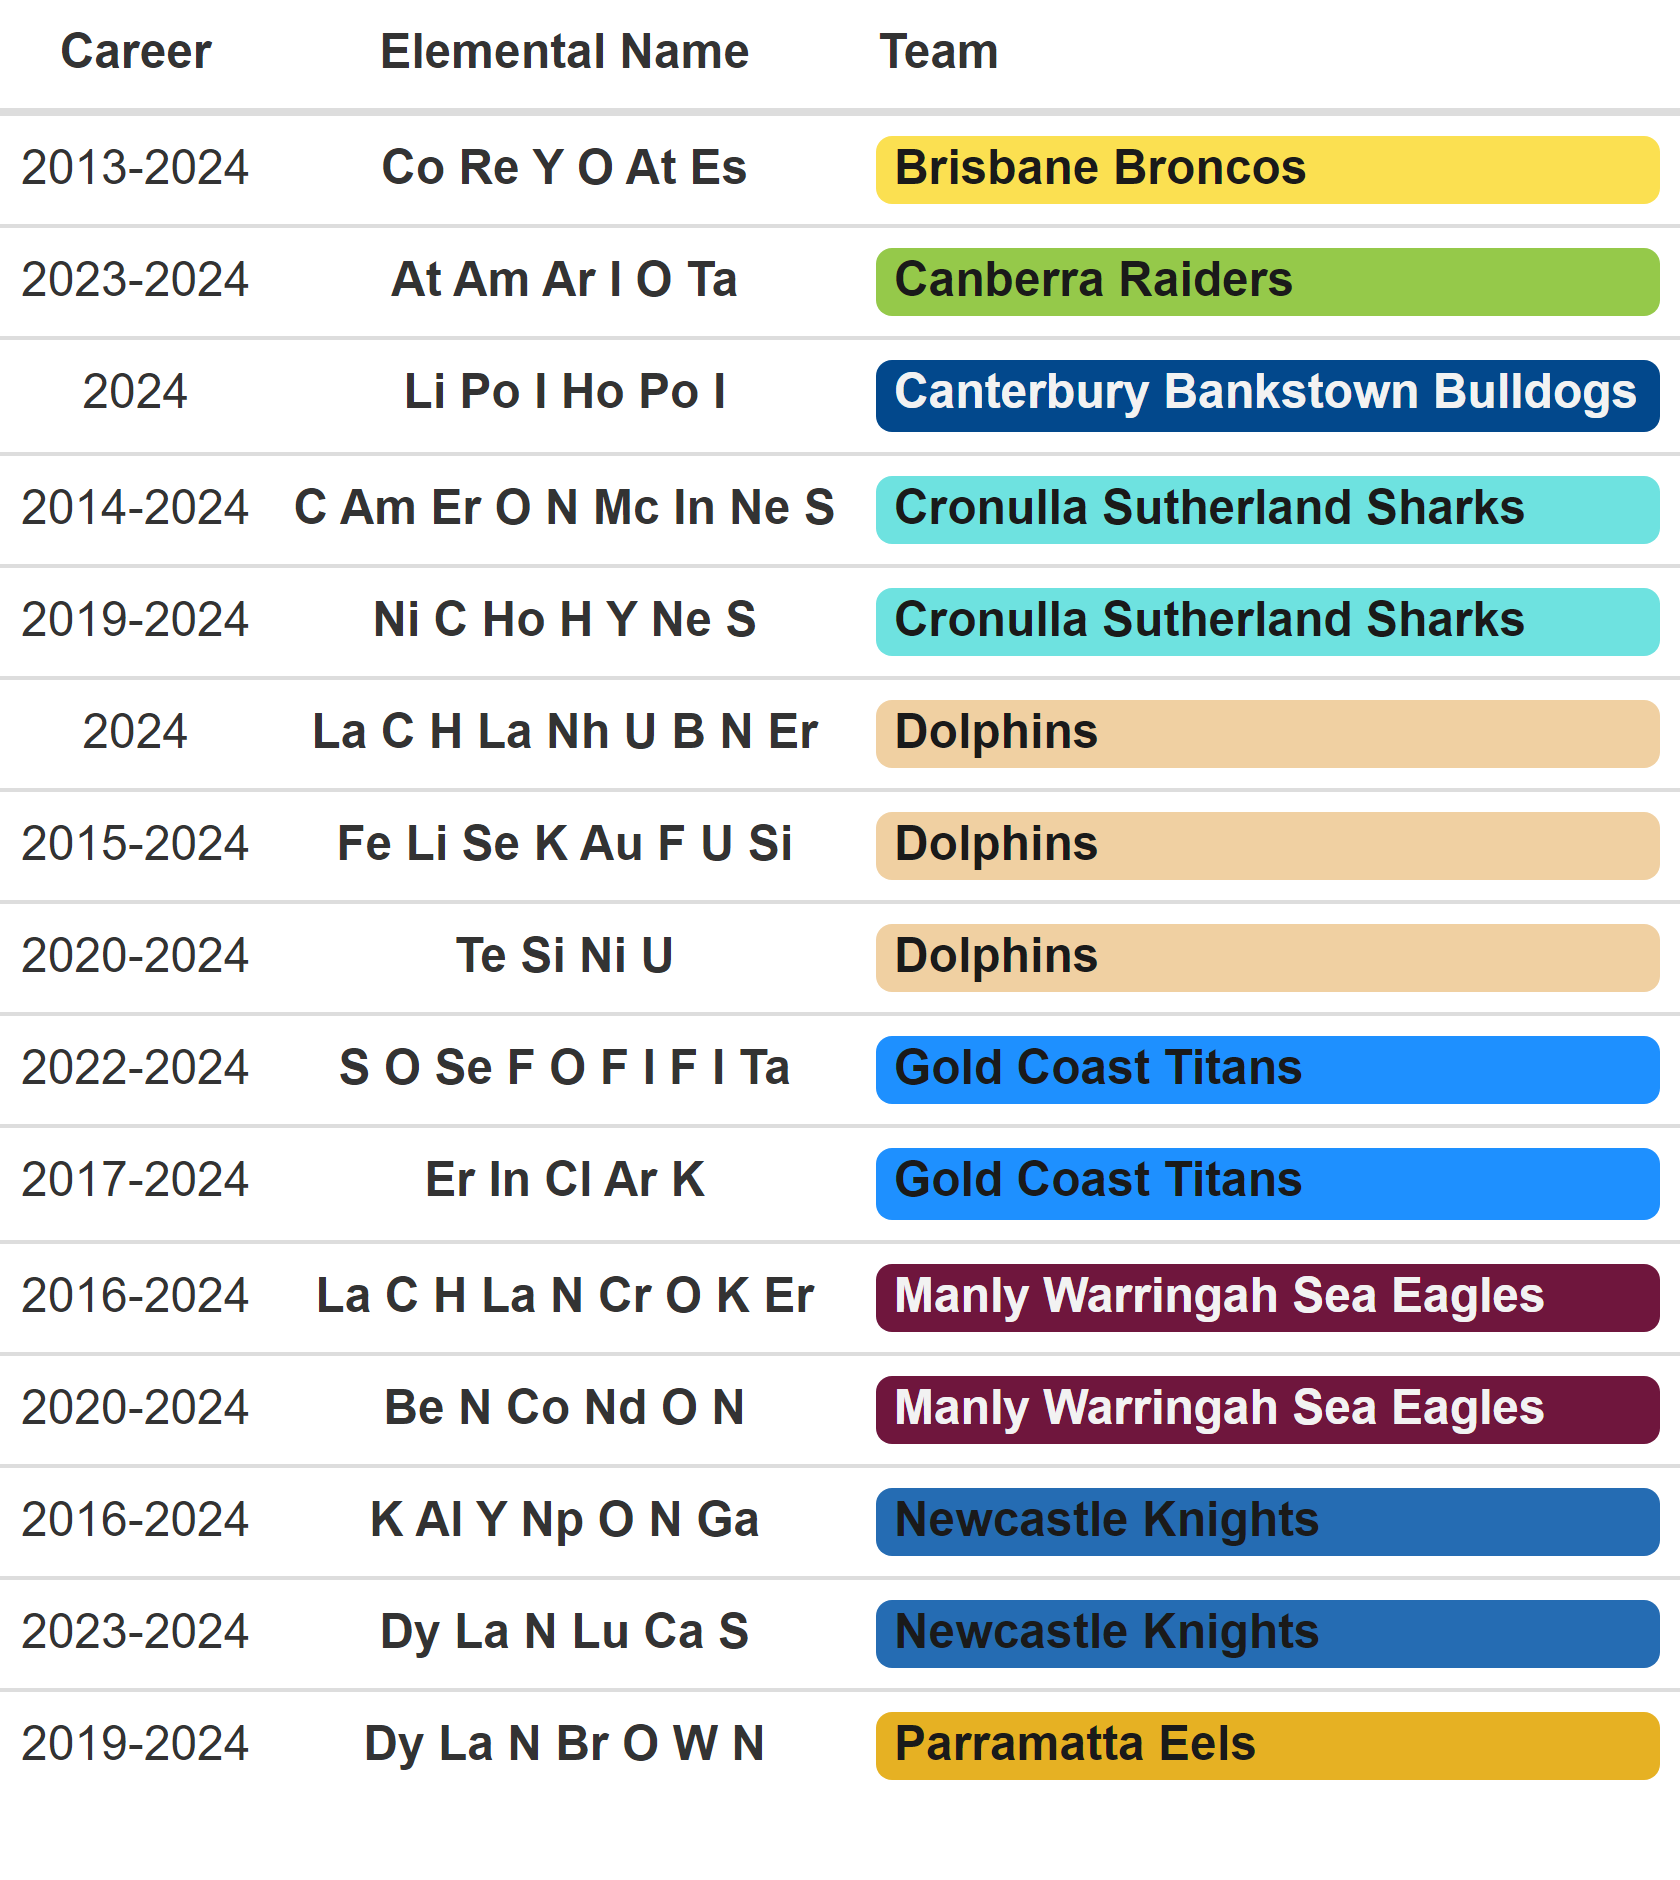 Career Elemental Name Team
2013-2024 Co Re Y O At Es Brisbane Broncos
2023-2024 At Am Ar I O Ta Canberra Raiders
2024 Li Po I Ho Po I Canterbury Bankstown Bulldogs
2014-2024 C Am Er O N Mc In Ne S Cronulla Sutherland Sharks
2019-2024 Ni C Ho H Y Ne S Cronulla Sutherland Sharks
2024 La C H La Nh U B N Er Dolphins
2015-2024 Fe Li Se K Au F U Si Dolphins
2020-2024 Te Si Ni U Dolphins
2022-2024 S O Se F O F I F I Ta Gold Coast Titans
2017-2024 Er In Cl Ar K Gold Coast Titans
2016-2024 La C H La N Cr O K Er Manly Warringah Sea Eagles
2020-2024 Be N Co Nd O N Manly Warringah Sea Eagles
2016-2024 K Al Y Np O N Ga Newcastle Knights
2023-2024 Dy La N Lu Ca S Newcastle Knights
2019-2024 Dy La N Br O W N Parramatta Eels